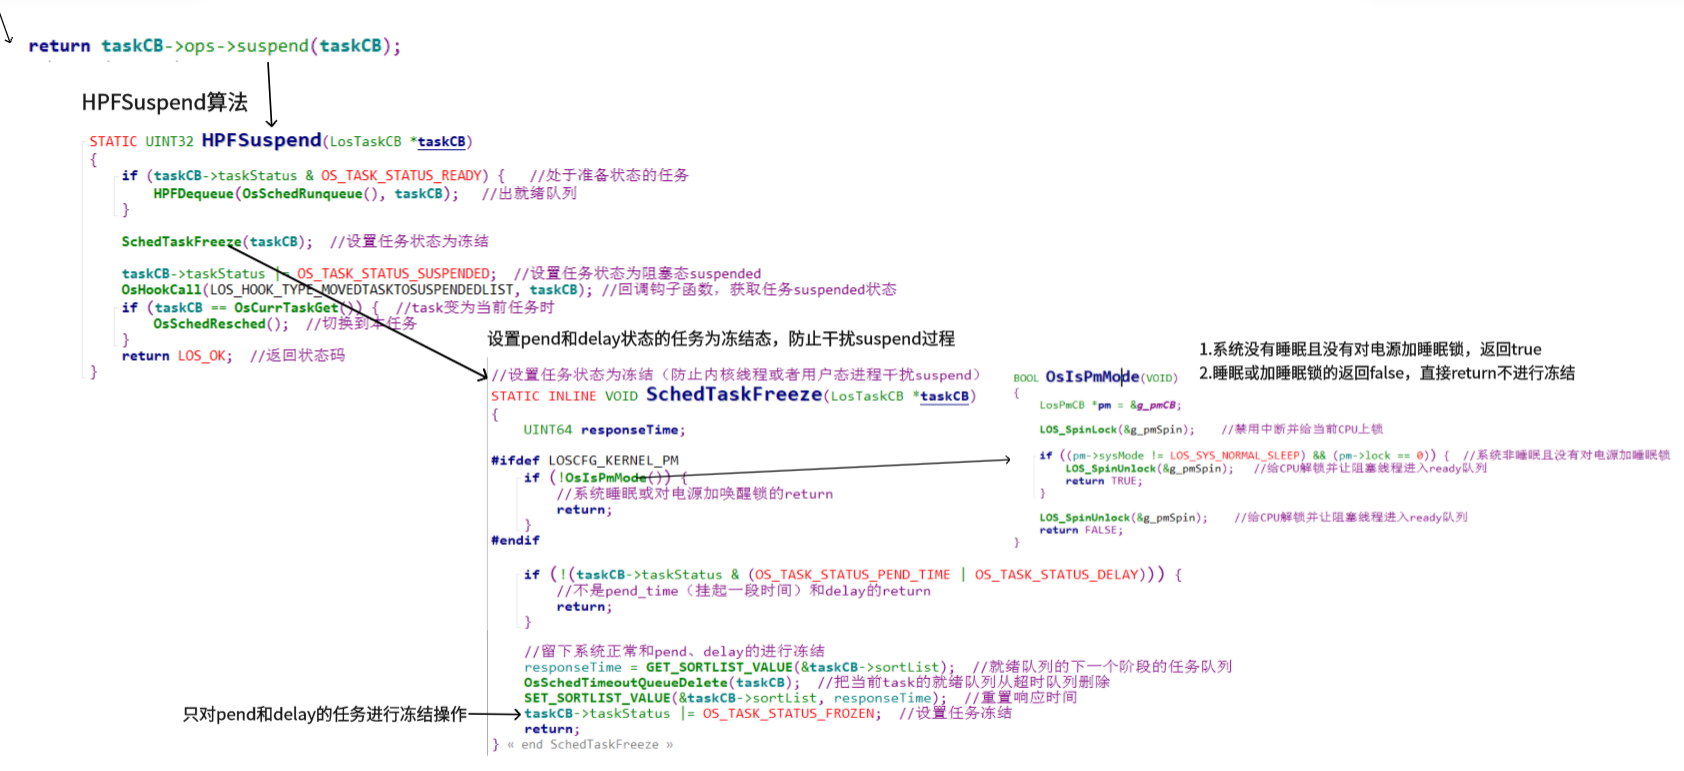 return taskCB->ops->suspend(taskCB);
HPFSuspend算法
STATIC UINT32 HPFSuspend(LosTaskCB *taskCB)
{
if (taskCB->taskStatus & OS_TASK_STATUS_READY) { //处于准备状态的任务
HPFDequeue(OsSchedRunqueue(), taskCB); //出就绪队列
}
SchedTaskFreeze(taskCB); //设置任务状态为冻结
taskCB->taskStatus |= OS_TASK_STATUS_SUSPENDED; //设置任务状态为阻塞态suspended
OsHookCall(LOS_HOOK_TYPE_MOVEDTASKTOSUSPENDEDLIST, taskCB); //回调钩子函数，获取任务suspended状态
if (taskCB == OsCurrTaskGet()) { //task变为当前任务时
OsSchedResched(); //切换到本任务
}
return LOS_OK; //返回状态码
}
设置pend和delay状态的任务为冻结态，防止干扰suspend过程
//设置任务状态为冻结（防止内核线程或者用户态进程干扰suspend）
STATIC INLINE VOID SchedTaskFreeze(LosTaskCB *taskCB)
{
UINT64 responseTime;
#ifdef LOSCFG_KERNEL_PM
if (!OsIsPmMode()) {
//系统睡眠或对电源加唤醒锁的return
return;
}
#endif
if (!(taskCB->taskStatus & (OS_TASK_STATUS_PEND_TIME | OS_TASK_STATUS_DELAY))) {
//不是pend_time（挂起一段时间）和delay的return
return;
}
//留下系统正常和pend、delay的进行冻结
responseTime = GET_SORTLIST_VALUE(&taskCB->sortList); //就绪队列的下一个阶段的任务队列
OsSchedTimeoutQueueDelete(taskCB); //把当前task的就绪队列从超时队列删除
SET_SORTLIST_VALUE(&taskCB->sortList, responseTime); //重置响应时间
只对pend和delay的任务进行冻结操作
taskCB->taskStatus |= OS_TASK_STATUS_FROZEN; //设置任务冻结
return;
} « end SchedTaskFreeze »
1.系统没有睡眠且没有对电源加睡眠锁，返回true
2.睡眠或加睡眠锁的返回false，直接return不进行冻结
BOOL OsIsPmMode(VOID)
{
LosPmCB *pm = &g_pmCB;
LOS_SpinLock(&g_pmSpin); //禁用中断并给当前CPU上锁
if ((pm->sysMode != LOS_SYS_NORMAL_SLEEP) && (pm->lock == 0)) { //系统非睡眠且没有对电源加睡眠锁
LOS_SpinUnlock(&g_pmSpin); //给CPU解锁并让阻塞线程进入ready队列
return TRUE;
}
LOS_SpinUnlock(&g_pmSpin); //给CPU解锁并让阻塞线程进入ready队列
return FALSE;
}